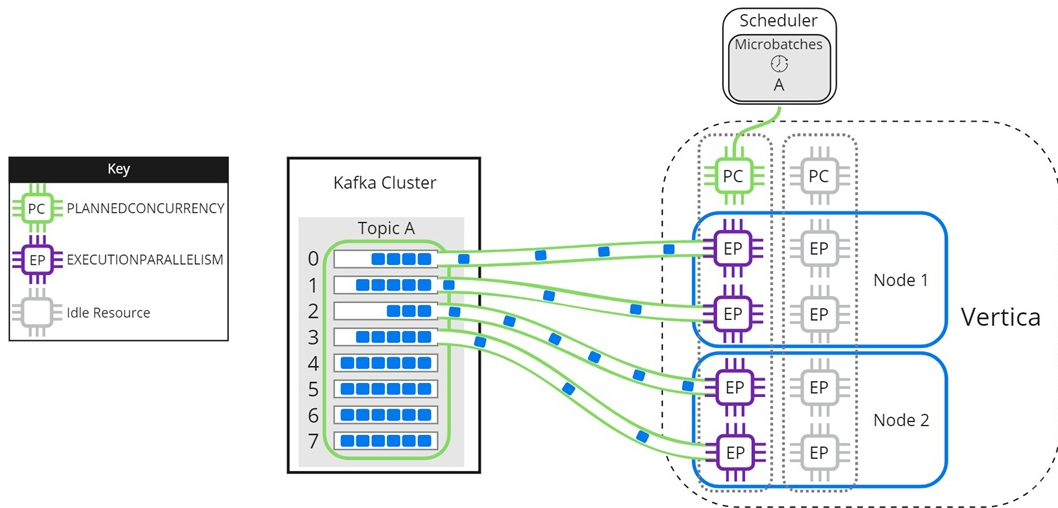 Scheduler
Microbatches
A
Key
PC PLANNEDCONCURRENCY
EP EXECUTIONPARALLELISM
Idle Resource
Kafka Cluster
Topic A
0
1
2
3
4
5
6
7
PC PC
EP EP
Node 1
EP EP
Vertica
EP EP
Node 2
EP EP